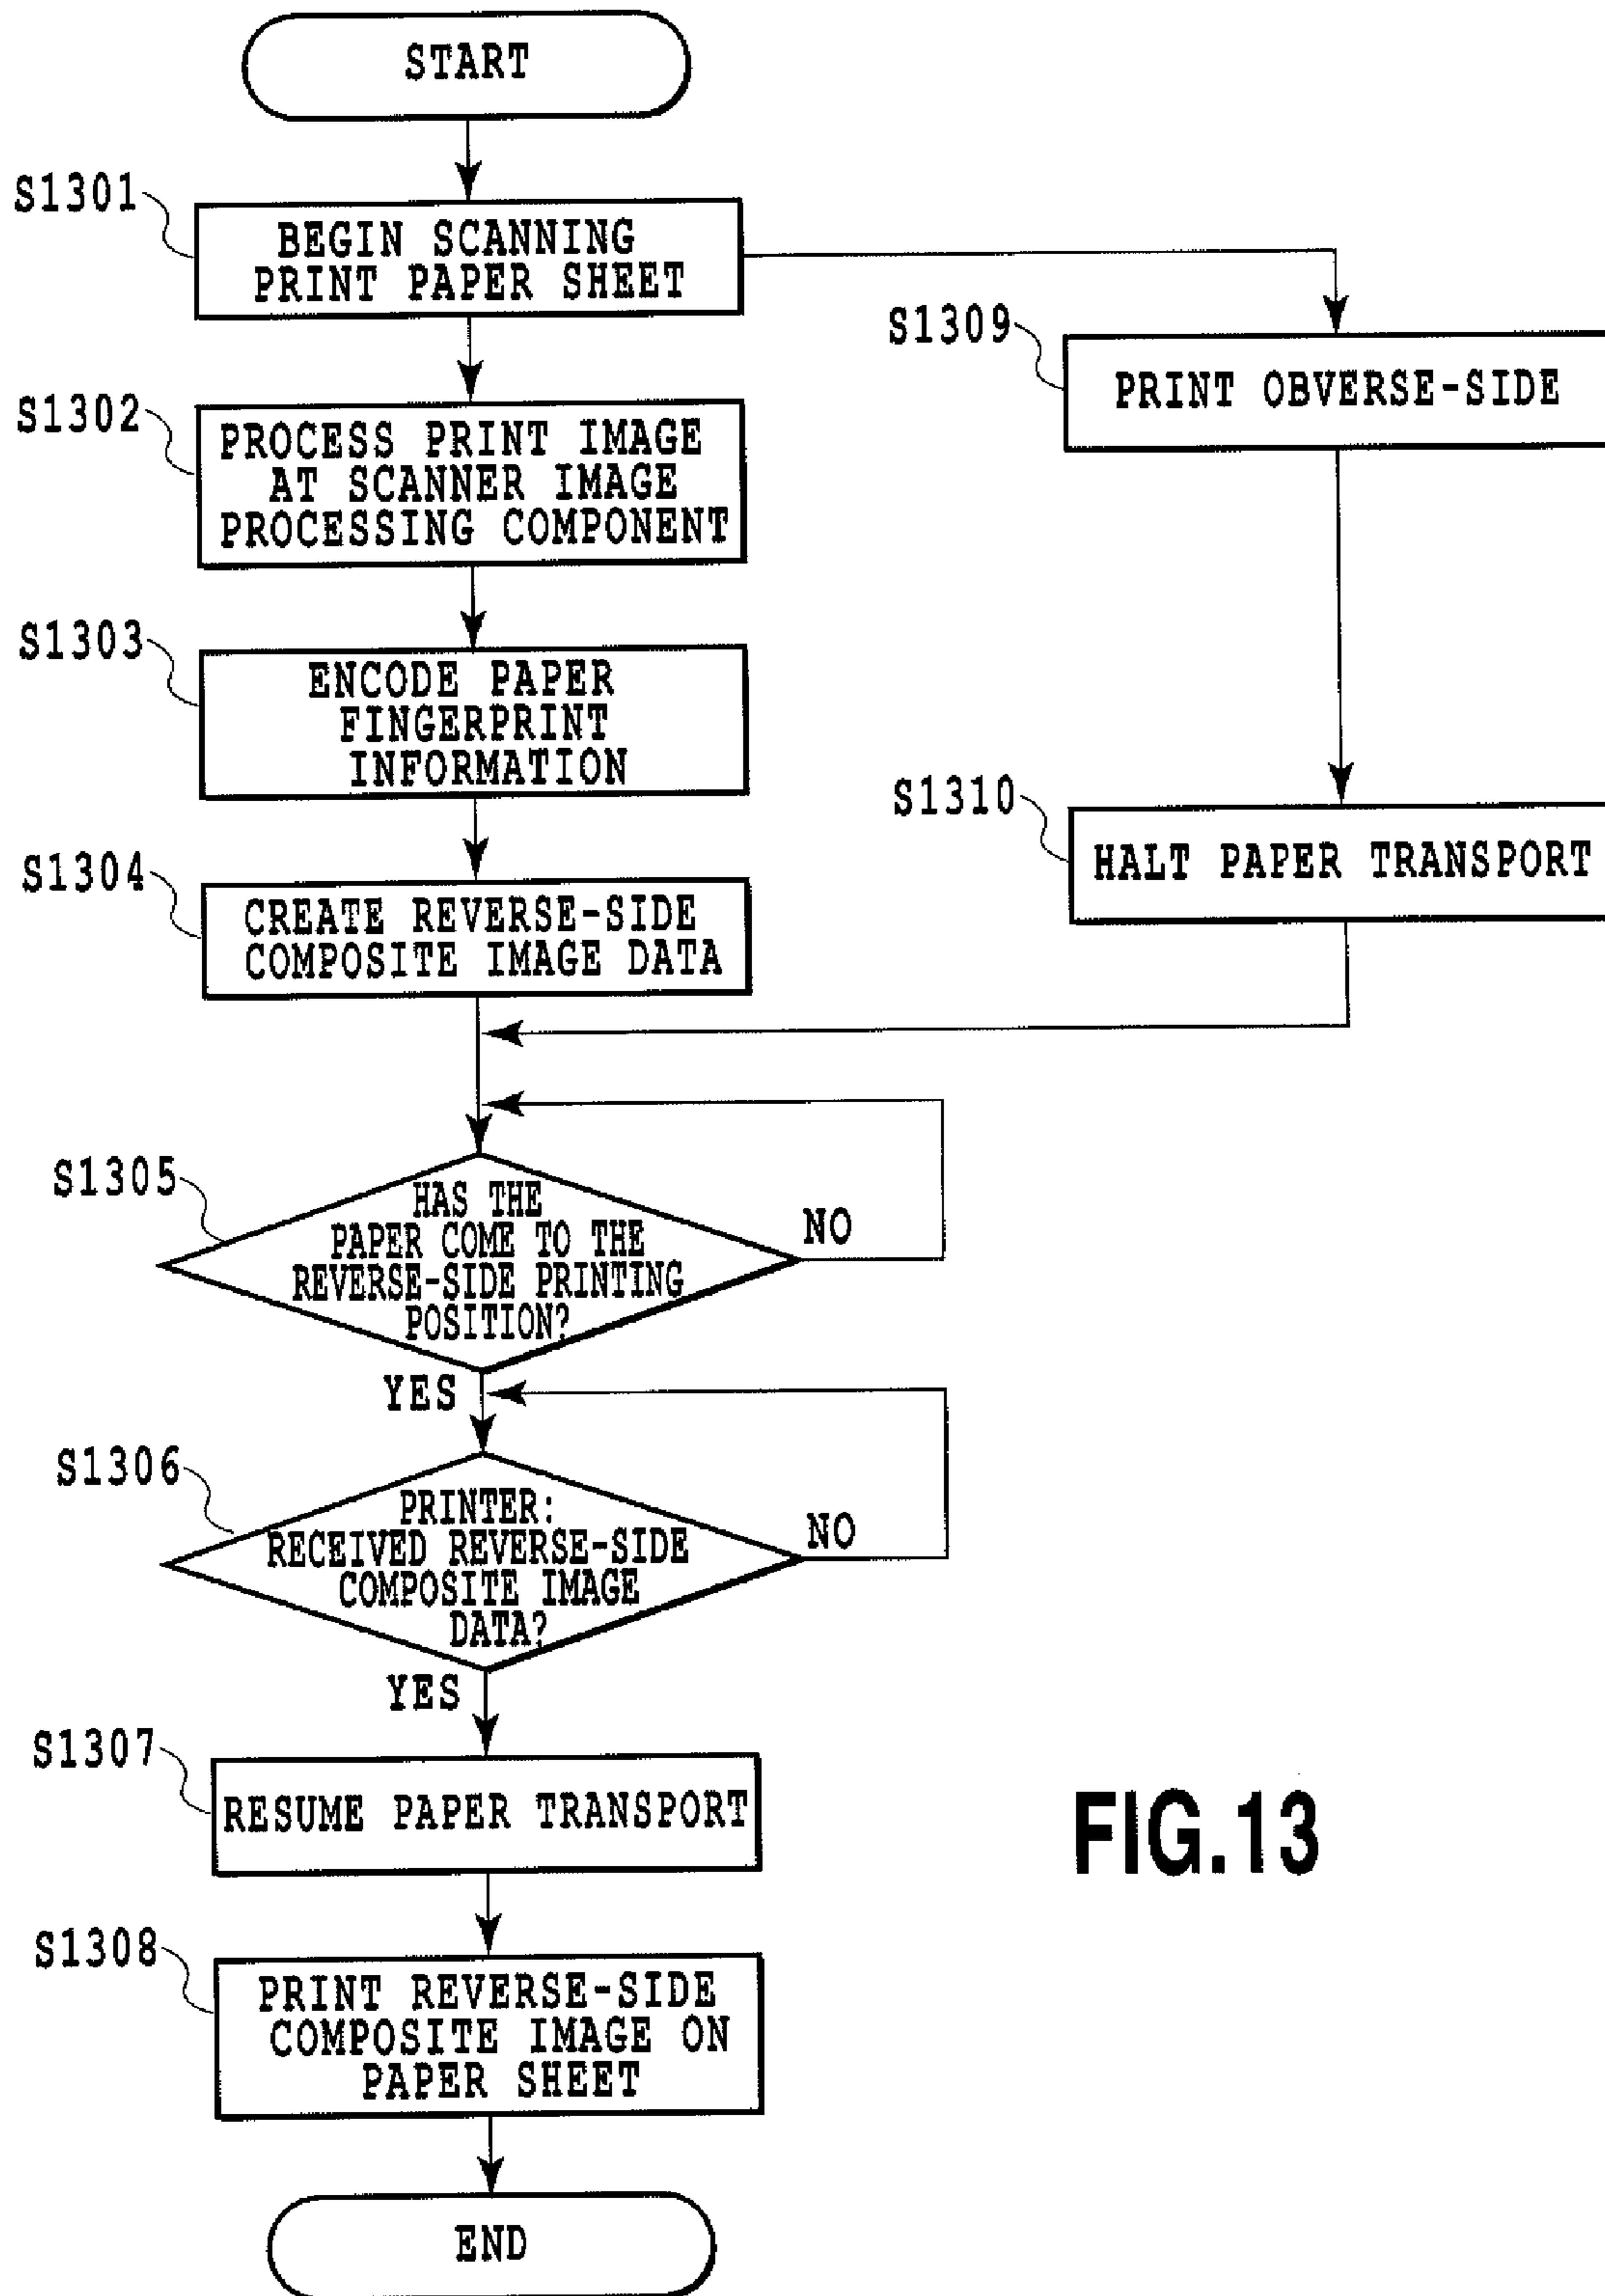 START
S1301
BEGIN SCANNING
PRINT PAPER SHEET
S1309
PRINT OBVERSE-SIDE
S1302
PROCESS PRINT IMAGE
AT SCANNER IMAGE
PROCESSING COMPONENT
S1303
ENCODE PAPER
FINGERPRINT
INFORMATION
S1310
HALT PAPER TRANSPORT
S1304
CREATE REVERSE-SIDE
COMPOSITE IMAGE DATA
S1305
HAS THE
PAPER COME TO THE
REVERSE-SIDE PRINTING
POSITION?
NO
YES
S1306
PRINTER:
RECEIVED REVERSE-SIDE
COMPOSITE IMAGE
DATA?
NO
YES
S1307
RESUME PAPER TRANSPORT
FIG.13
S1308
PRINT REVERSE-SIDE
COMPOSITE IMAGE ON
PAPER SHEET
END